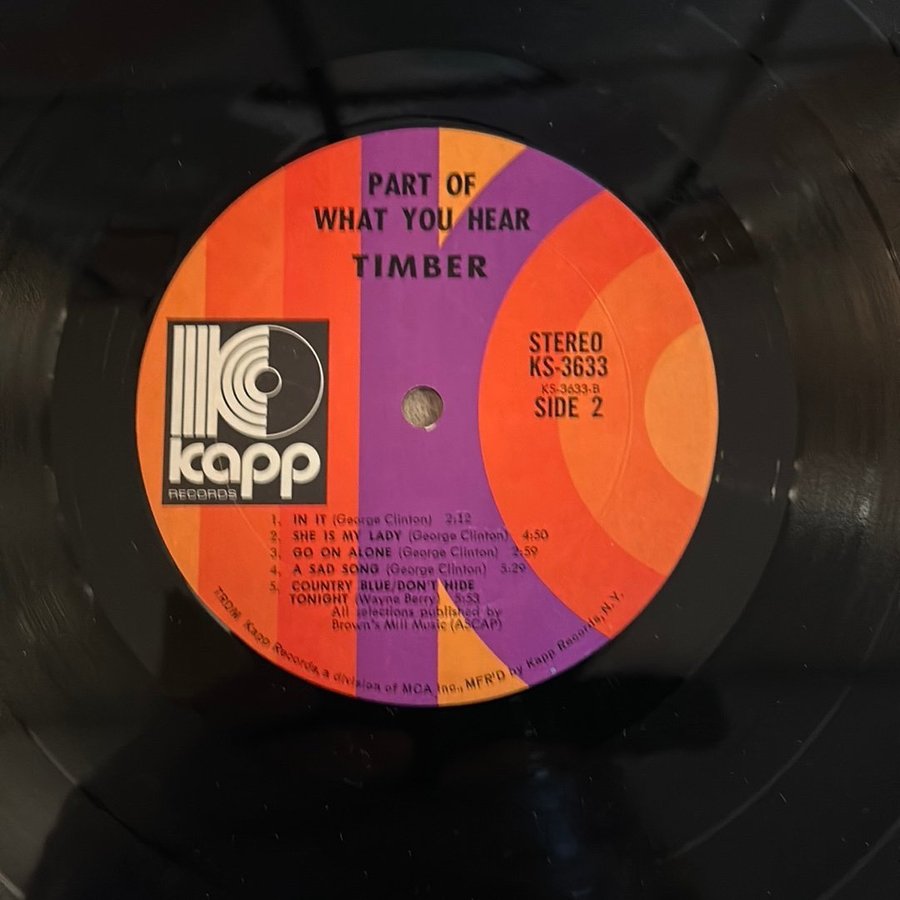 PART OF
WHAT YOU HEAR
TIMBER
STEREO
KS-3633
KS-3633-B
SIDE 2
kapp
RECORDS
1. IN IT (George Clinton) 2:12
2. SHE IS MY LADY (George Clinton) 4:50
3. GO ON ALONE (George Clinton) 2:59
4. A SAD SONG (George Clinton) 5:29
5. COUNTRY BLUE/DON'T HIDE
TONIGHT (Wayne Berry) 5:53
All selections published by
Brown's Mill Music (ASCAP)
TRDM Kapp Records, a division of MCA Inc., MFR'D by Kapp Records, N.Y.